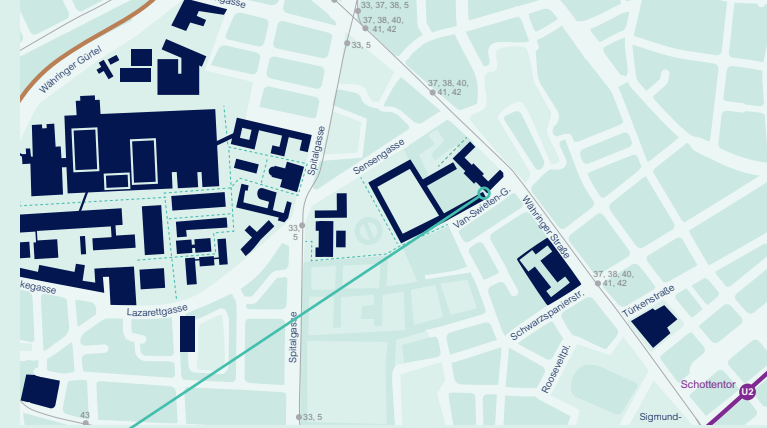 gasse
33, 37, 38, 5
37, 38, 40,
41, 42
33, 5
Währinger Gürtel
37, 38, 40,
41, 42
Spitalgasse
Sensengasse
Van-Swieten-G.
Währinger Straße
33,
5
37, 38, 40,
41, 42
kegasse
Lazarettgasse
Türkenstraße
Schwarzspanierstr.
Spitalgasse
Rooseveltpl.
Schottentor
U2
43
33, 5
Sigmund-